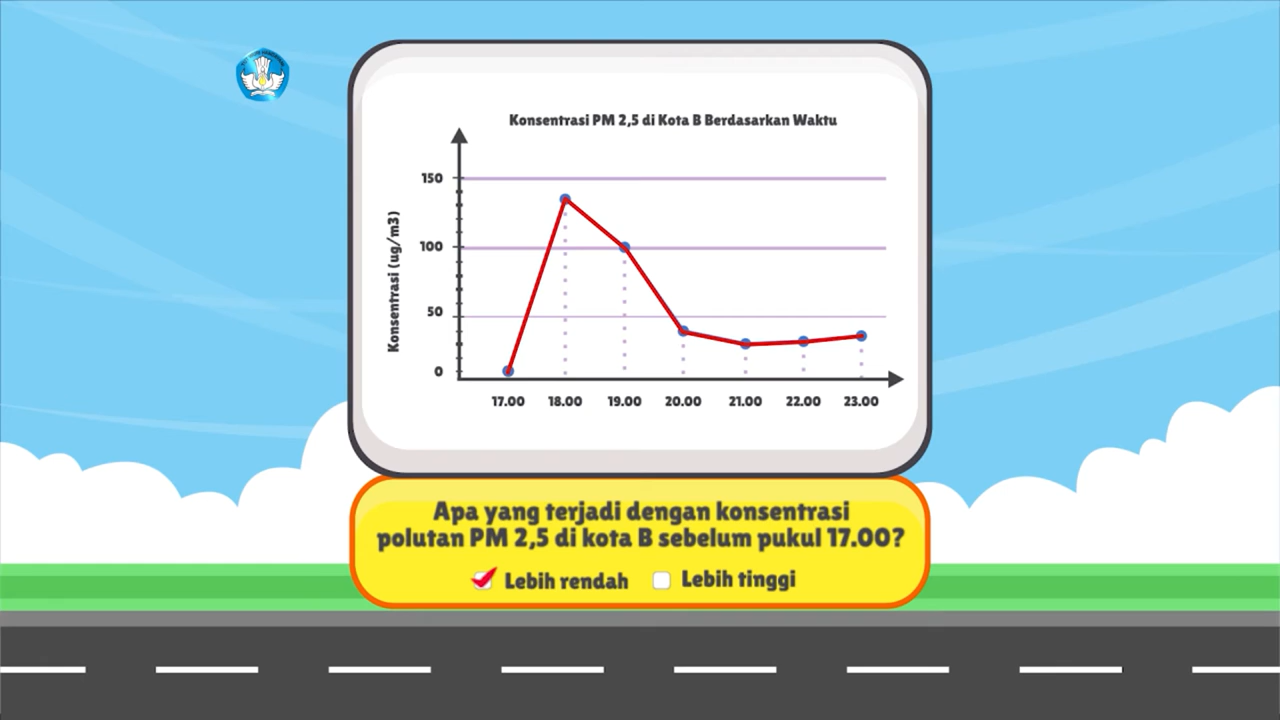 Konsentrasi PM 2,5 di Kota B Berdasarkan Waktu
Konsentrasi (ug/m3)
150
100
50
0
17.00 18.00 19.00 20.00 21.00 22.00 23.00
Apa yang terjadi dengan konsentrasi
polutan PM 2,5 di kota B sebelum pukul 17.00?
Lebih rendah Lebih tinggi